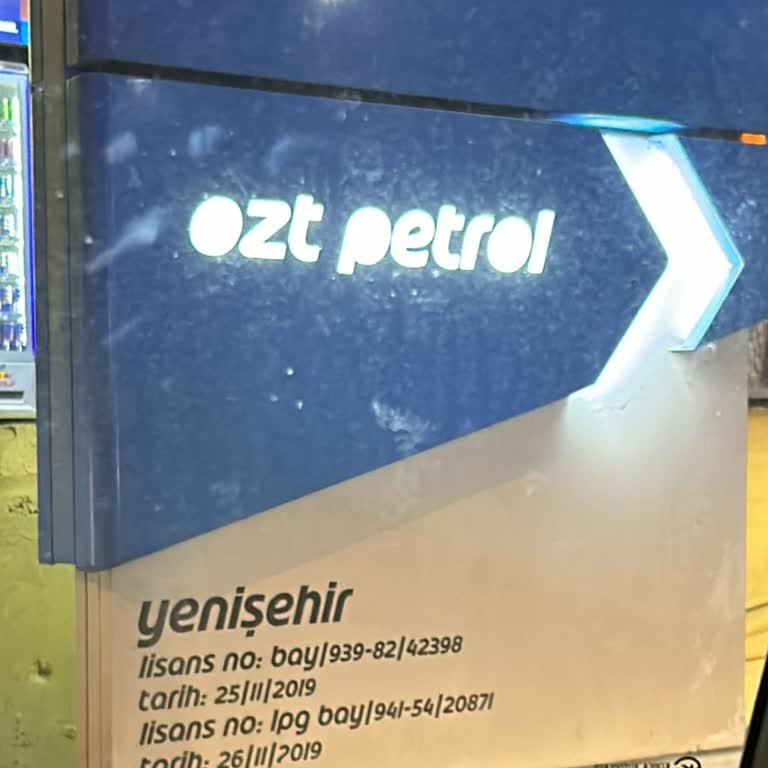 ozt petrol
yenişehir
lisans no: bay/939-82/42398
tarih: 25/11/2019
lisans no: lpg bay/941-54/20871
tarih: 26/11/2019